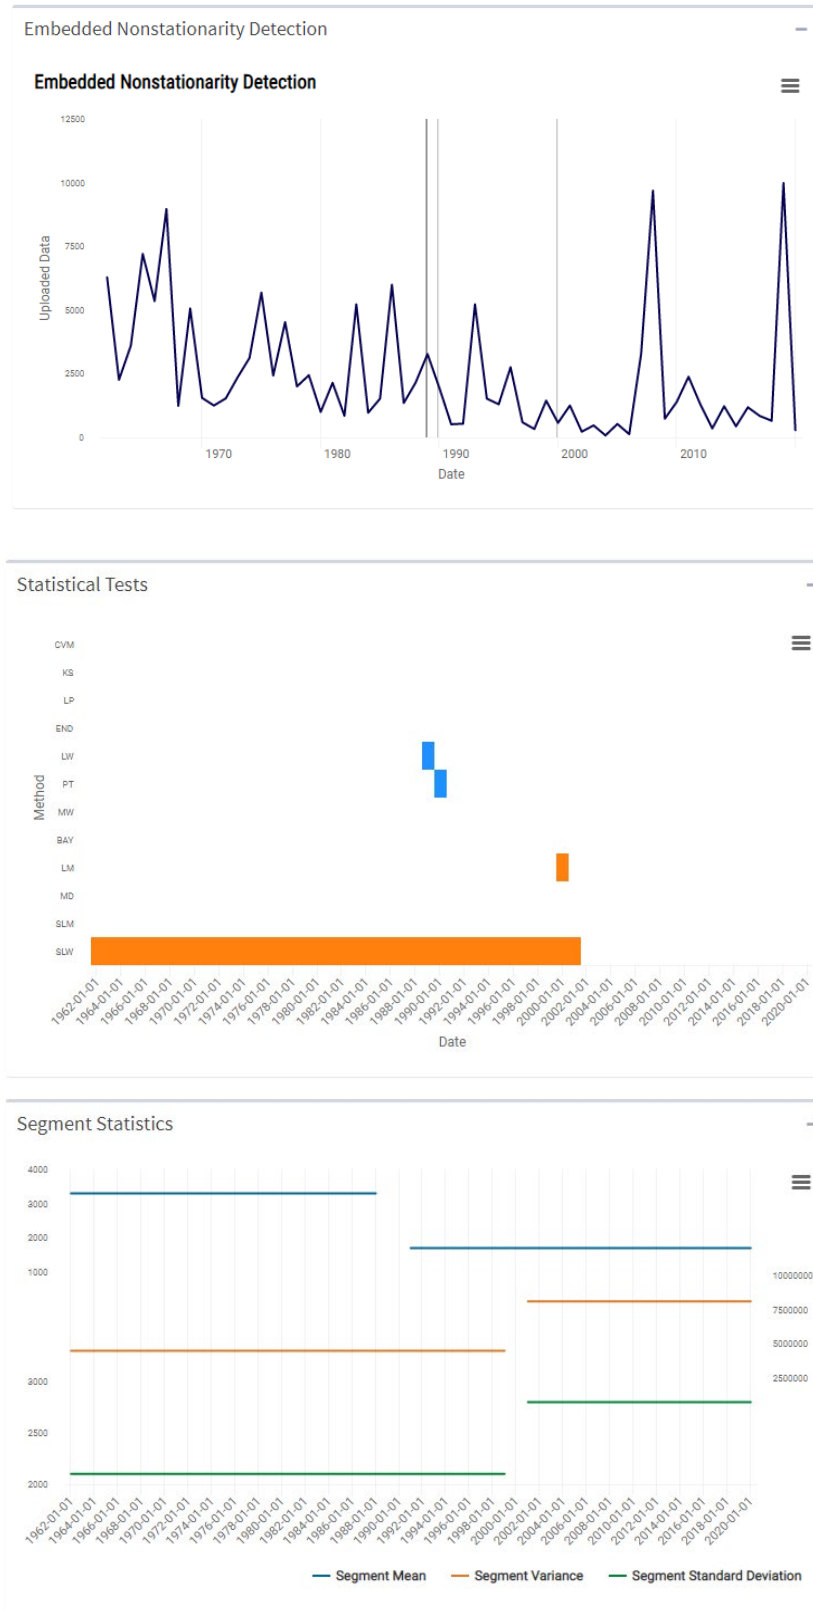 Embedded Nonstationarity Detection
Embedded Nonstationarity Detection
12500
10000
7500
5000
2500
0
Uploaded Data
1970 1980 1990 2000 2010
Date
Statistical Tests
CVM
KS
LP
END
LW
PT
MW
BAY
LM
MD
SLM
SLW
Method
1962-01-01 1964-01-01 1966-01-01 1968-01-01 1970-01-01 1972-01-01 1974-01-01 1976-01-01 1978-01-01 1980-01-01 1982-01-01 1984-01-01 1986-01-01 1988-01-01 1990-01-01 1992-01-01 1994-01-01 1996-01-01 1998-01-01 2000-01-01 2002-01-01 2004-01-01 2006-01-01 2008-01-01 2010-01-01 2012-01-01 2014-01-01 2016-01-01 2018-01-01 2020-01-01
Date
Segment Statistics
4000
3000
2000
1000
10000000
7500000
5000000
2500000
3000
2500
2000
1962-01-01 1964-01-01 1966-01-01 1968-01-01 1970-01-01 1972-01-01 1974-01-01 1976-01-01 1978-01-01 1980-01-01 1982-01-01 1984-01-01 1986-01-01 1988-01-01 1990-01-01 1992-01-01 1994-01-01 1996-01-01 1998-01-01 2000-01-01 2002-01-01 2004-01-01 2006-01-01 2008-01-01 2010-01-01 2012-01-01 2014-01-01 2016-01-01 2018-01-01 2020-01-01
Segment Mean Segment Variance Segment Standard Deviation